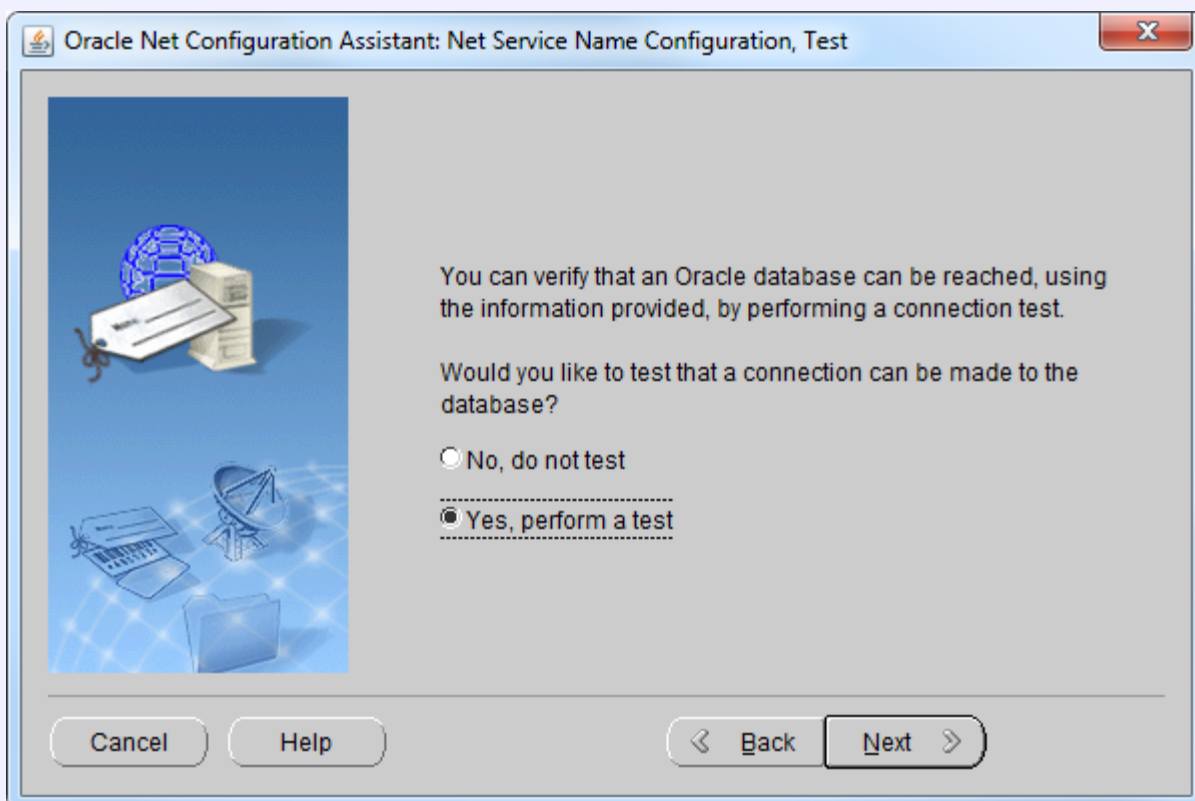 Oracle Net Configuration Assistant: Net Service Name Configuration, Test
You can verify that an Oracle database can be reached, using
the information provided, by performing a connection test.
Would you like to test that a connection can be made to the
database?
No, do not test
Yes, perform a test
Cancel
Help
Back
Next